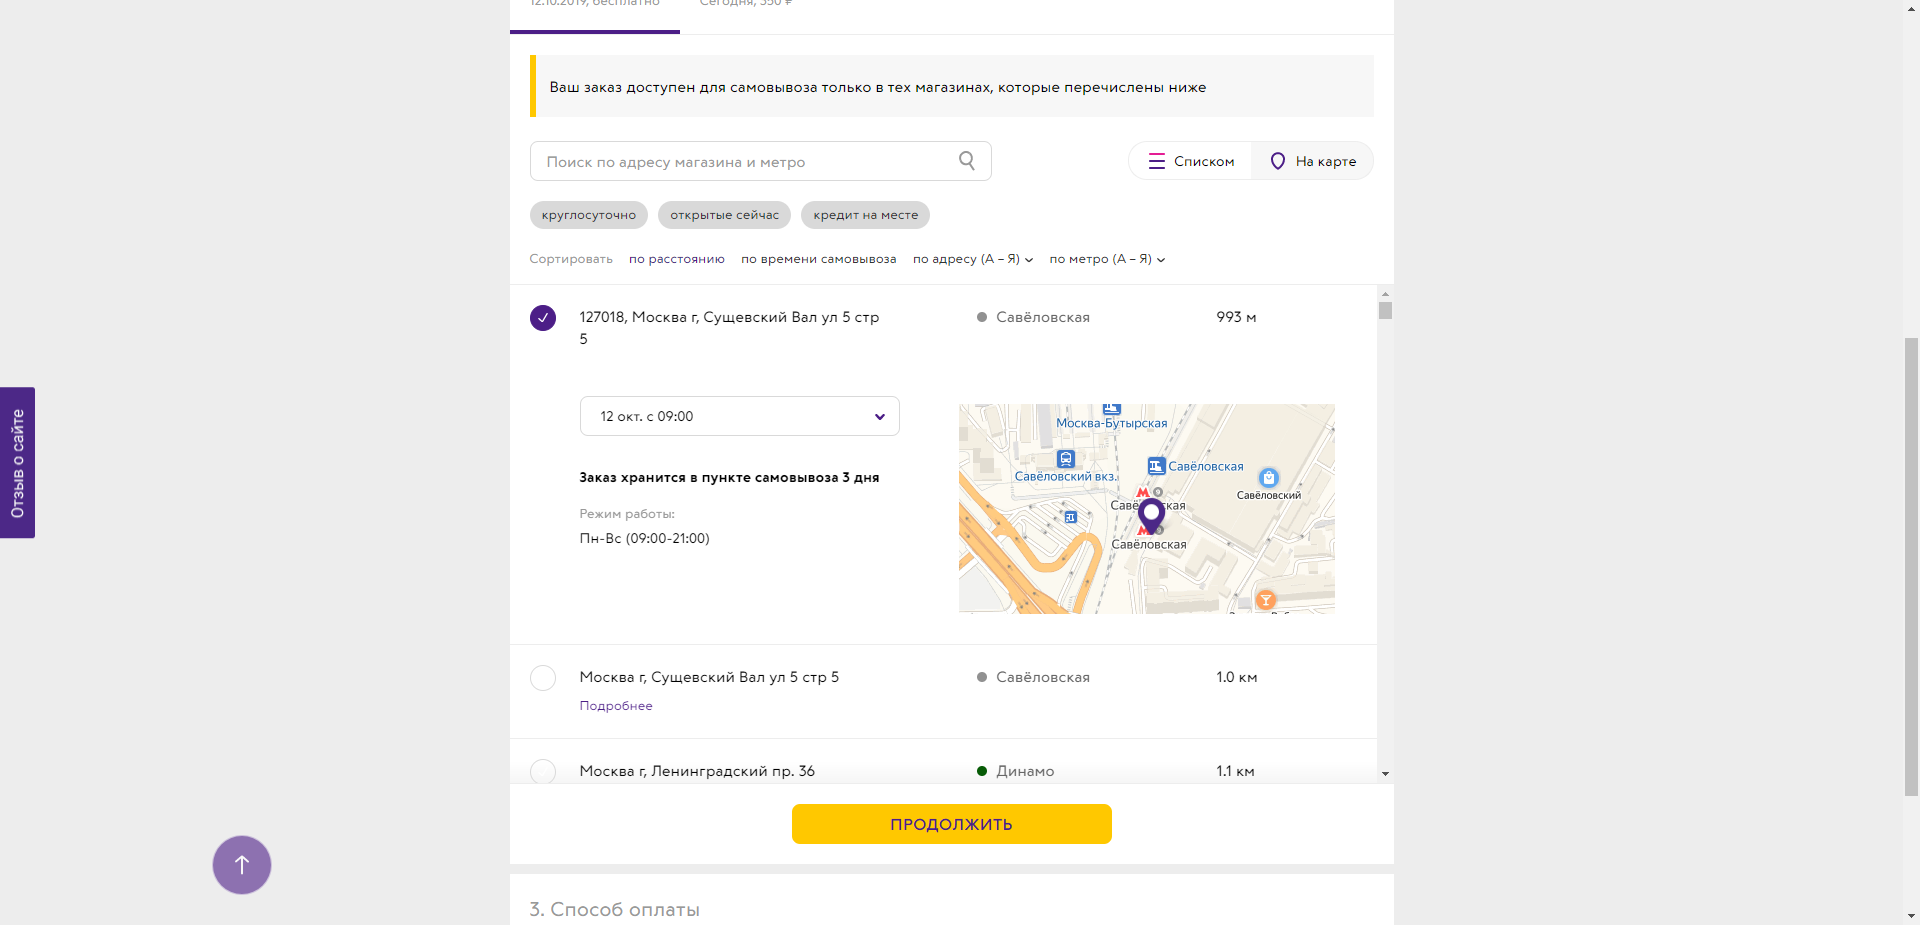 12.10.2019, бесплатно
Сегодня, 350 ₽
Ваш заказ доступен для самовывоза только в тех магазинах, которые перечислены ниже
Поиск по адресу магазина и метро
Списком
На карте
круглосуточно
открытые сейчас
кредит на месте
Сортировать
по расстоянию
по времени самовывоза
по адресу (А – Я)
по метро (А – Я)
127018, Москва г, Сущевский Вал ул 5 стр
5
Савёловская
993 м
12 окт. с 09:00
Заказ хранится в пункте самовывоза 3 дня
Режим работы:
Пн-Вс (09:00-21:00)
Москва-Бутырская
Савёловская
Савёловский вкз.
Савёловский
Савёловская
Москва г, Сущевский Вал ул 5 стр 5
Савёловская
1.0 км
Подробнее
Москва г, Ленинградский пр. 36
Динамо
1.1 км
ПРОДОЛЖИТЬ
3. Способ оплаты
Отзыв о сайте